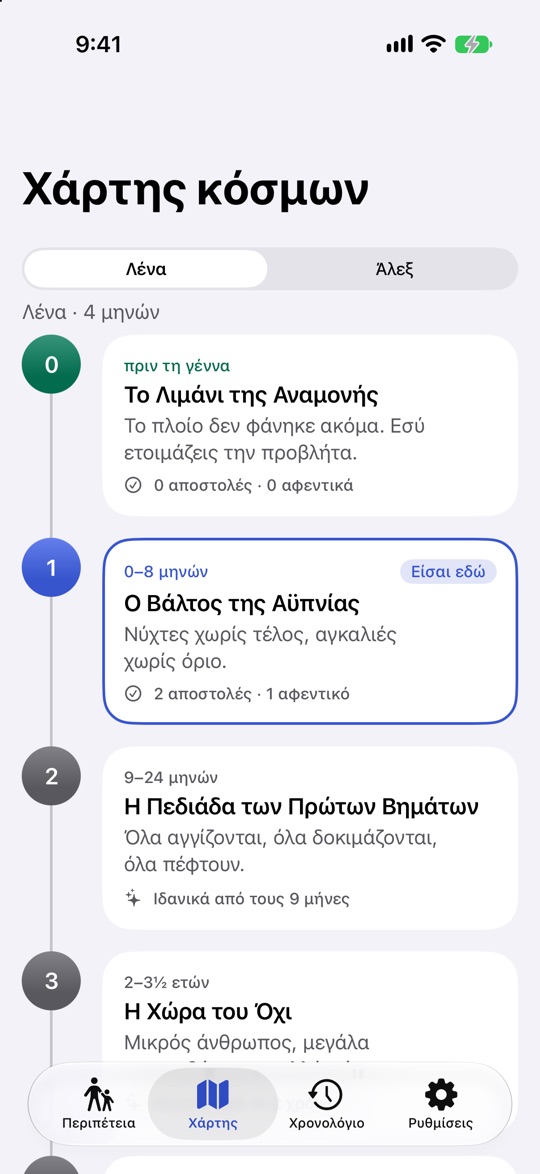 9:41
Χάρτης κόσμων
Λένα
Άλεξ
Λένα · 4 μηνών
0
πριν τη γέννα
Το Λιμάνι της Αναμονής
Το πλοίο δεν φάνηκε ακόμα. Εσύ
ετοιμάζεις την προβλήτα.
0 αποστολές · 0 αφεντικά
1
0–8 μηνών
Είσαι εδώ
Ο Βάλτος της Αϋπνίας
Νύχτες χωρίς τέλος, αγκαλιές
χωρίς όριο.
2 αποστολές · 1 αφεντικό
2
9–24 μηνών
Η Πεδιάδα των Πρώτων Βημάτων
Όλα αγγίζονται, όλα δοκιμάζονται,
όλα πέφτουν.
Ιδανικά από τους 9 μήνες
3
2–3½ ετών
Η Χώρα του Όχι
Μικρός άνθρωπος, μεγάλα
Περιπέτεια
Χάρτης
Χρονολόγιο
Ρυθμίσεις